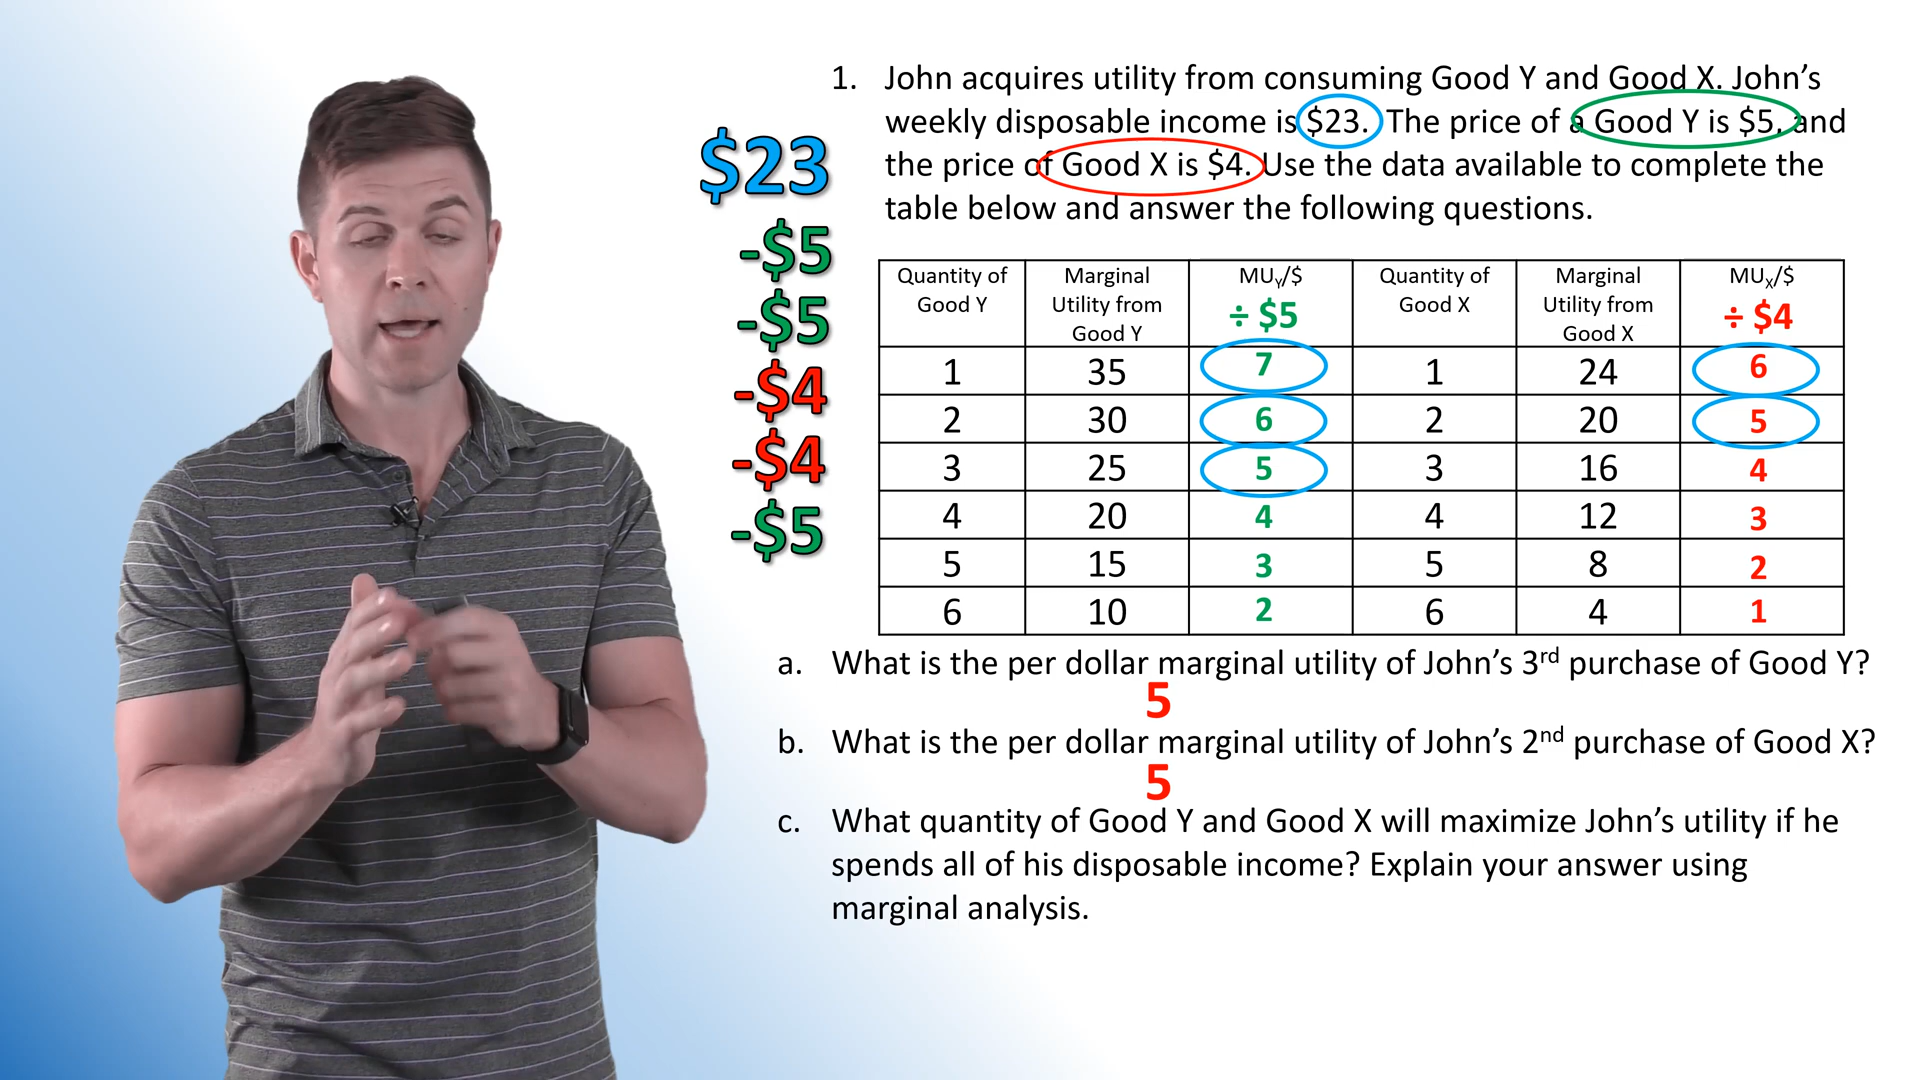 1. John acquires utility from consuming Good Y and Good X. John's
weekly disposable income is $23. The price of a Good Y is $5, and
the price of Good X is $4. Use the data available to complete the
table below and answer the following questions.
$23
-$5
-$5
-$4
-$4
-$5
Quantity of Good Y Marginal Utility from Good Y MUY/$ ÷ $5 Quantity of Good X Marginal Utility from Good X MUX/$ ÷ $4
1 35 7 1 24 6
2 30 6 2 20 5
3 25 5 3 16 4
4 20 4 4 12 3
5 15 3 5 8 2
6 10 2 6 4 1
a. What is the per dollar marginal utility of John's 3rd purchase of Good Y?
5
b. What is the per dollar marginal utility of John's 2nd purchase of Good X?
5
c. What quantity of Good Y and Good X will maximize John's utility if he
spends all of his disposable income? Explain your answer using
marginal analysis.